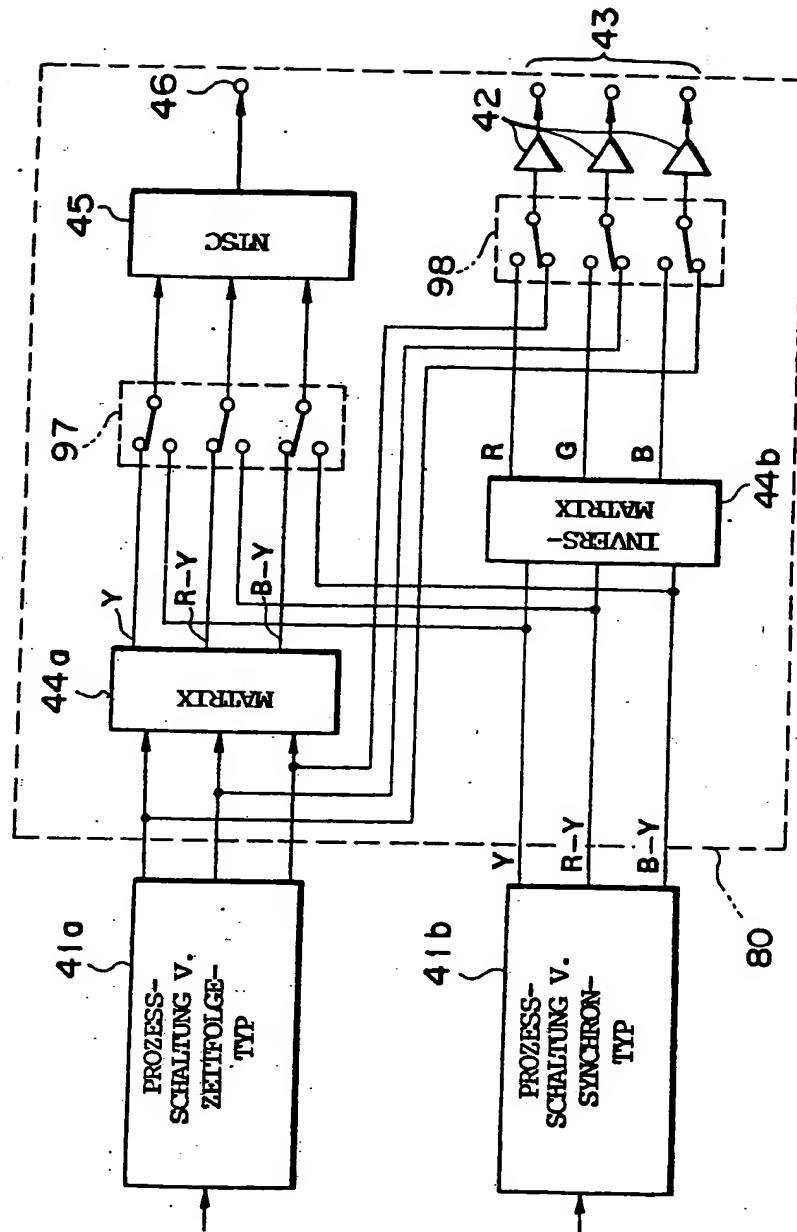 41a
PROZESS-
SCHALTUNG V.
ZEITFOLGE-
TYP
44a
MATRIX
Y
R-Y
B-Y
97
45
NTSC
46
41b
PROZESS-
SCHALTUNG V.
SYNCHRON-
TYP
Y
R-Y
B-Y
80
INVERS-
MATRIX
44b
R
G
B
98
42
43